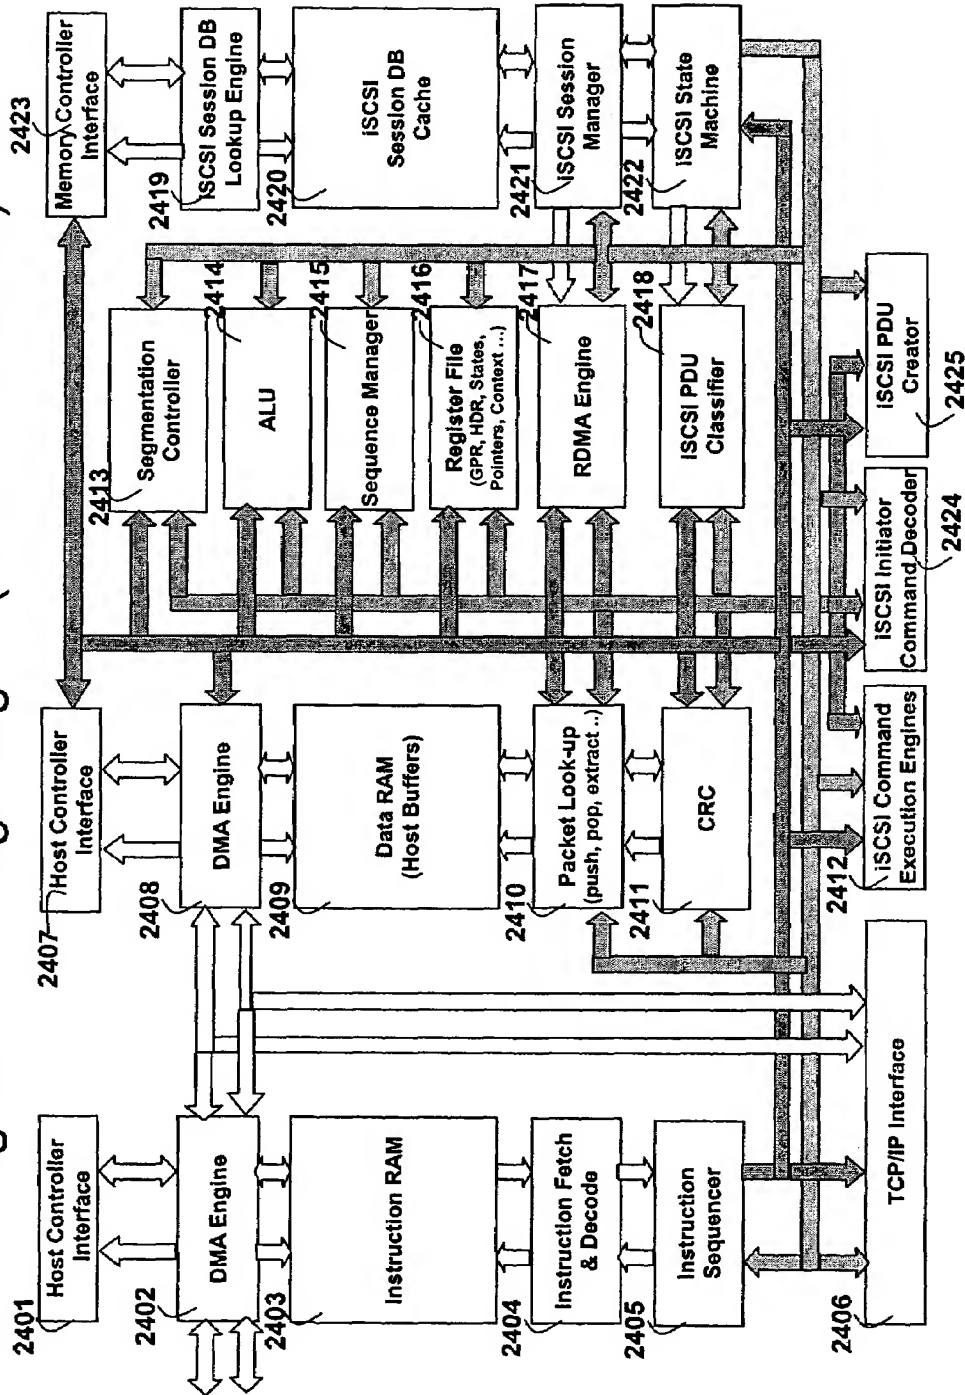 2401
Host Controller
Interface
2402
DMA Engine
2403
Instruction RAM
2404
Instruction Fetch
& Decode
2405
Instruction
Sequencer
2406
TCP/IP Interface
2407
Host Controller
Interface
2408
DMA Engine
2409
Data RAM
(Host Buffers)
2410
Packet Look-up
(push, pop, extract ..)
2411
CRC
2412
iSCSI Command
Execution Engines
2413
Segmentation
Controller
2414
ALU
2415
Sequence Manager
2416
Register File
(GPR, HDR, States,
Pointers, Context ...)
2417
RDMA Engine
2418
iSCSI PDU
Classifier
2424
iSCSI Initiator
Command Decoder
2423
Memory Controller
Interface
2419
iSCSI Session DB
Lookup Engine
2420
iSCSI
Session DB
Cache
2421
iSCSI Session
Manager
2422
iSCSI State
Machine
2425
iSCSI PDU
Creator